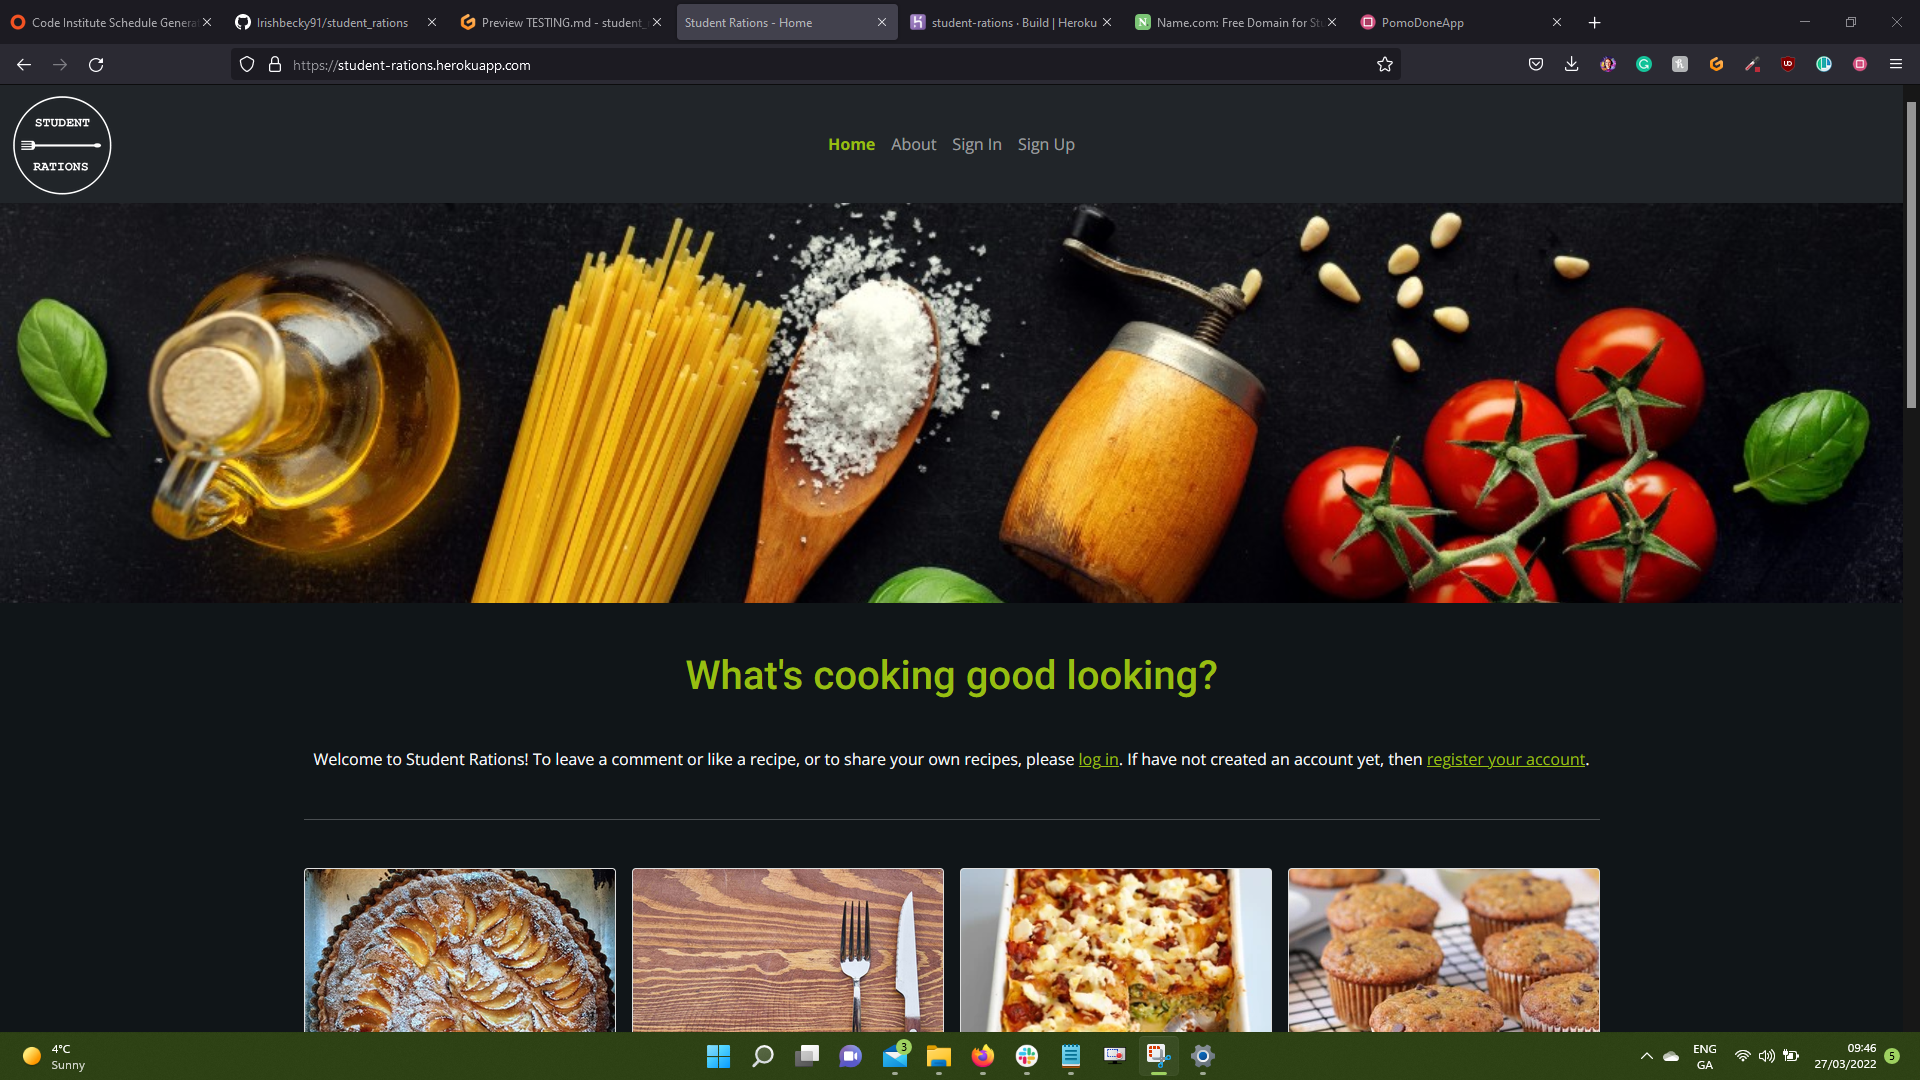 Code Institute Schedule Genera
Irishbecky91/student_rations
Preview TESTING.md - student_
Student Rations - Home
student-rations · Build | Heroku
Name.com: Free Domain for St
PomoDoneApp
https://student-rations.herokuapp.com
STUDENT
RATIONS
Home About Sign In Sign Up
What's cooking good looking?
Welcome to Student Rations! To leave a comment or like a recipe, or to share your own recipes, please log in. If have not created an account yet, then register your account.
4°C
Sunny
3
ENG
GA
09:46
27/03/2022
5